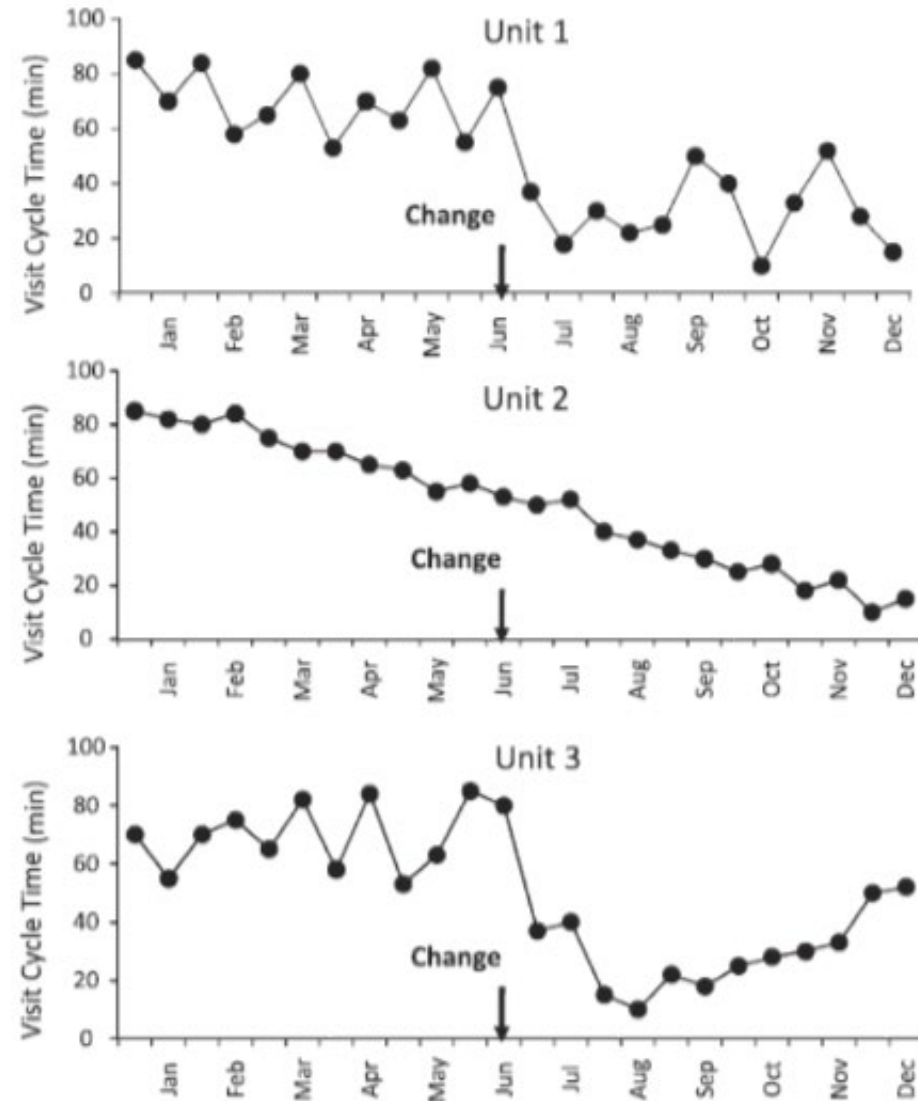 Unit 1
Visit Cycle Time (min)
100
80
60
40
20
0
Change
Jan
Feb
Mar
Apr
May
Jun
Jul
Aug
Sep
Oct
Nov
Dec
Unit 2
Visit Cycle Time (min)
100
80
60
40
20
0
Change
Jan
Feb
Mar
Apr
May
Jun
Jul
Aug
Sep
Oct
Nov
Dec
Unit 3
Visit Cycle Time (min)
100
80
60
40
20
0
Change
Jan
Feb
Mar
Apr
May
Jun
Jul
Aug
Sep
Oct
Nov
Dec